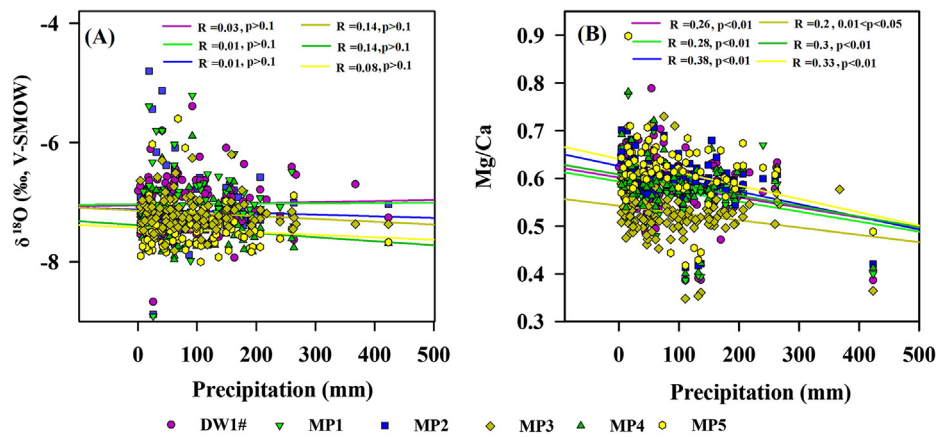 (A)
R =0.03, p>0.1
R =0.14, p>0.1
R =0.01, p>0.1
R =0.14, p>0.1
R =0.01, p>0.1
R =0.08, p>0.1
δ ¹⁸O (‰, V-SMOW)
-4
-6
-8
0 100 200 300 400 500
Precipitation (mm)
(B)
R =0.26, p<0.01
R =0.2 , 0.01<p<0.05
R =0.28, p<0.01
R =0.3, p<0.01
R =0.38, p<0.01
R =0.33, p<0.01
Mg/Ca
0.9
0.8
0.7
0.6
0.5
0.4
0.3
0 100 200 300 400 500
Precipitation (mm)
DW1# MP1 MP2 MP3 MP4 MP5